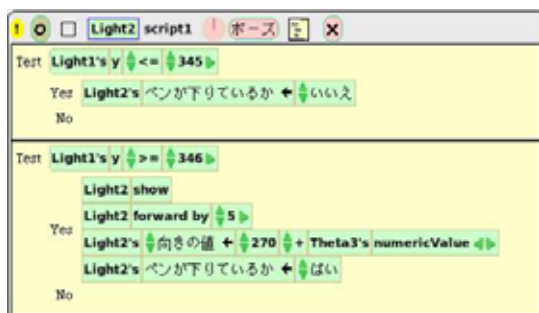 ! Light2 script1 ! ポーズ X
Test Light1's y <= 345
Yes Light2's ペンが下りているか ← いいえ
No
Test Light1's y >= 346
Light2 show
Light2 forward by 5
Yes
Light2's 向きの値 ← 270 + Theta3's numericValue
Light2's ペンが下りているか ← はい
No